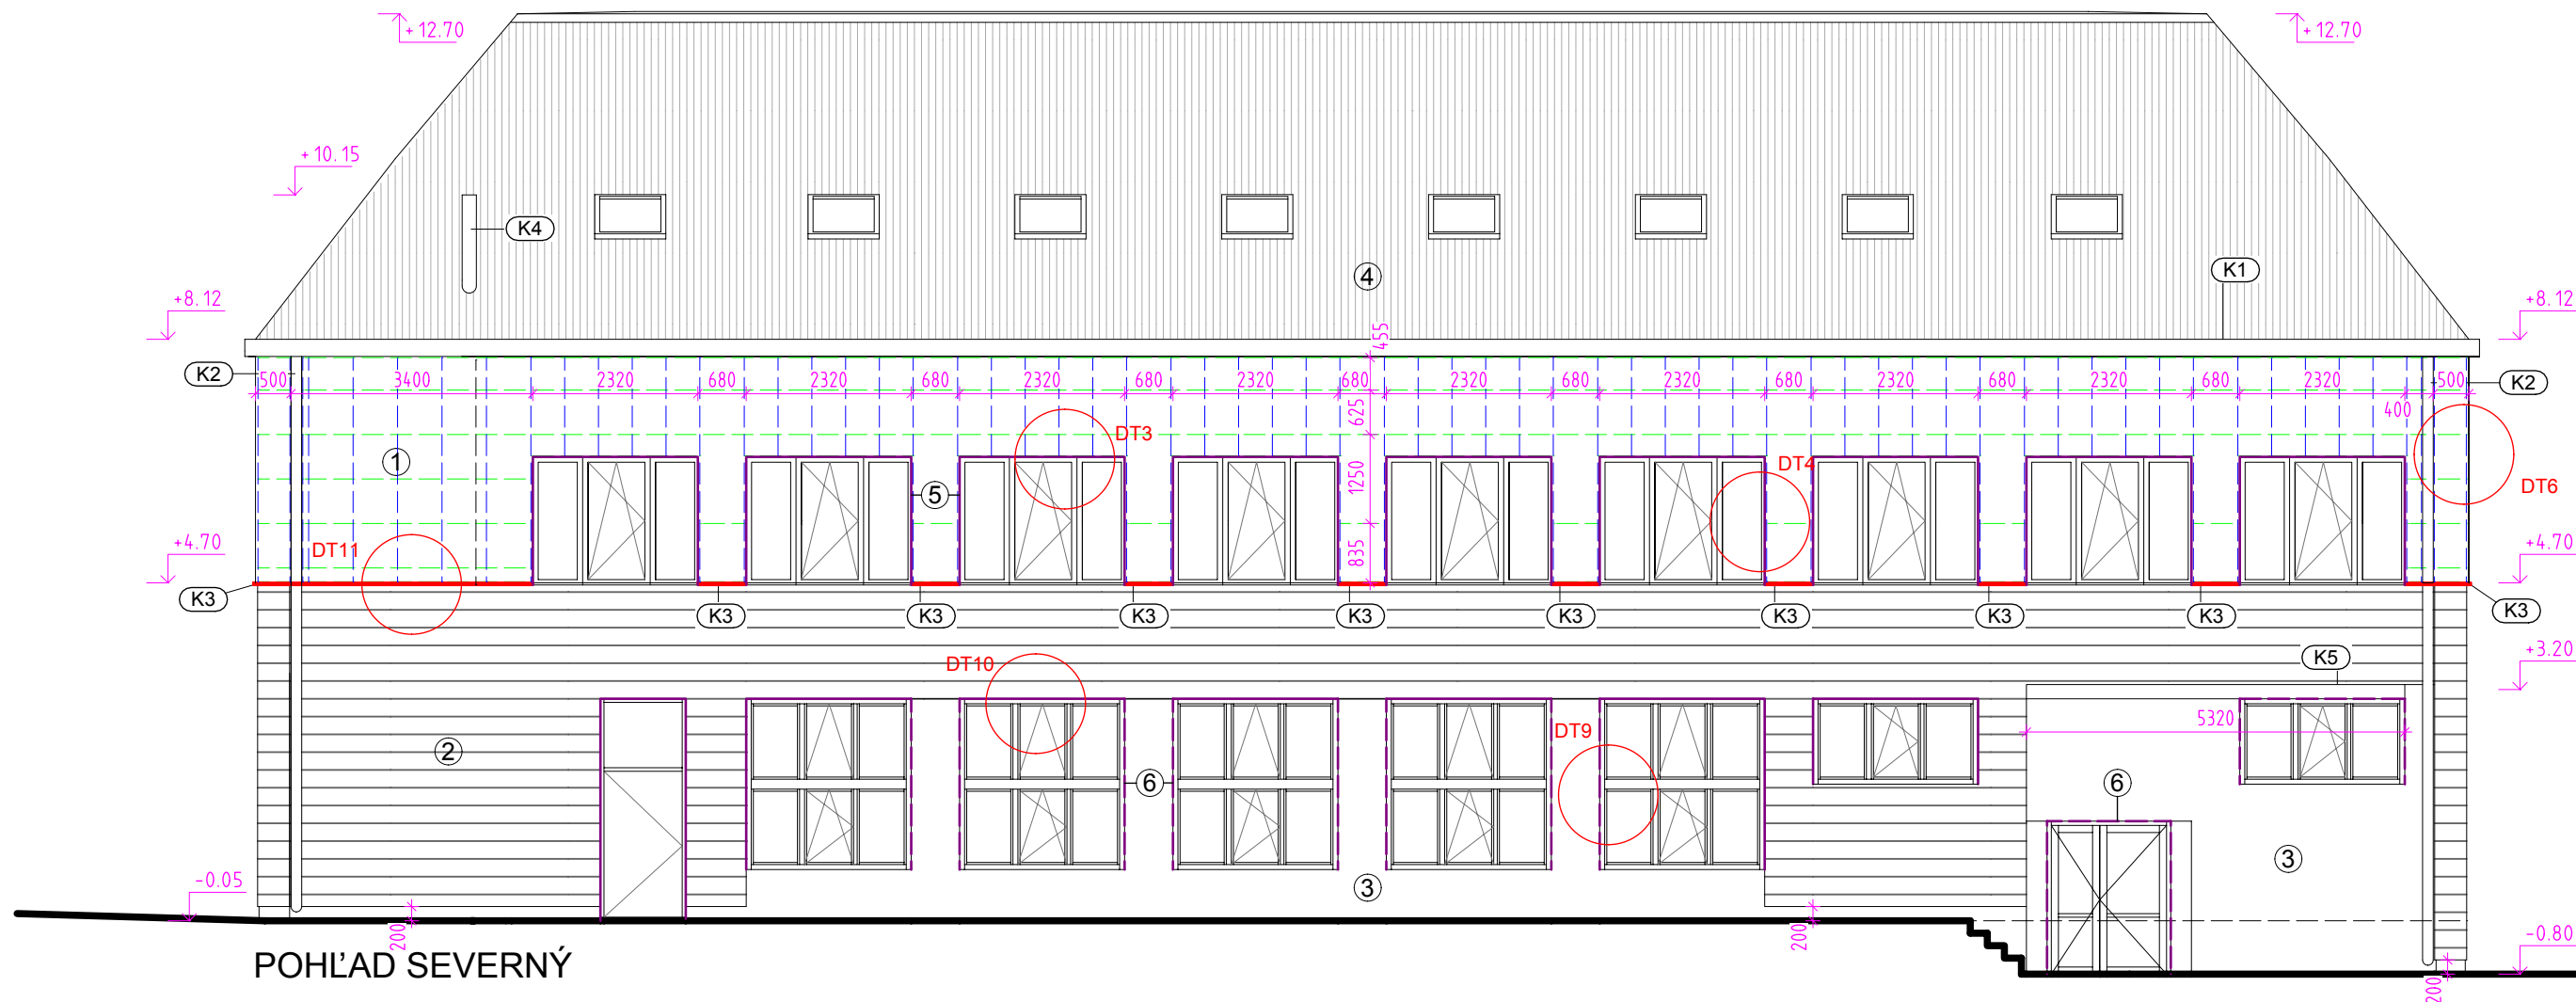 +12.70
+12.70
+10.15
K4
4
K1
+8.12
+8.12
455
K2
500
3400
2320
680
2320
680
2320
680
2320
680
2320
680
2320
680
2320
680
2320
680
2320
400
500
K2
625
DT3
1
5
1250
DT4
DT6
DT11
+4.70
835
+4.70
K3
K3
K3
K3
K3
K3
K3
K3
K3
K3
DT10
K5
+3.20
5320
2
DT9
6
6
-0.05
3
3
200
200
-0.80
200
POHĽAD SEVERNÝ